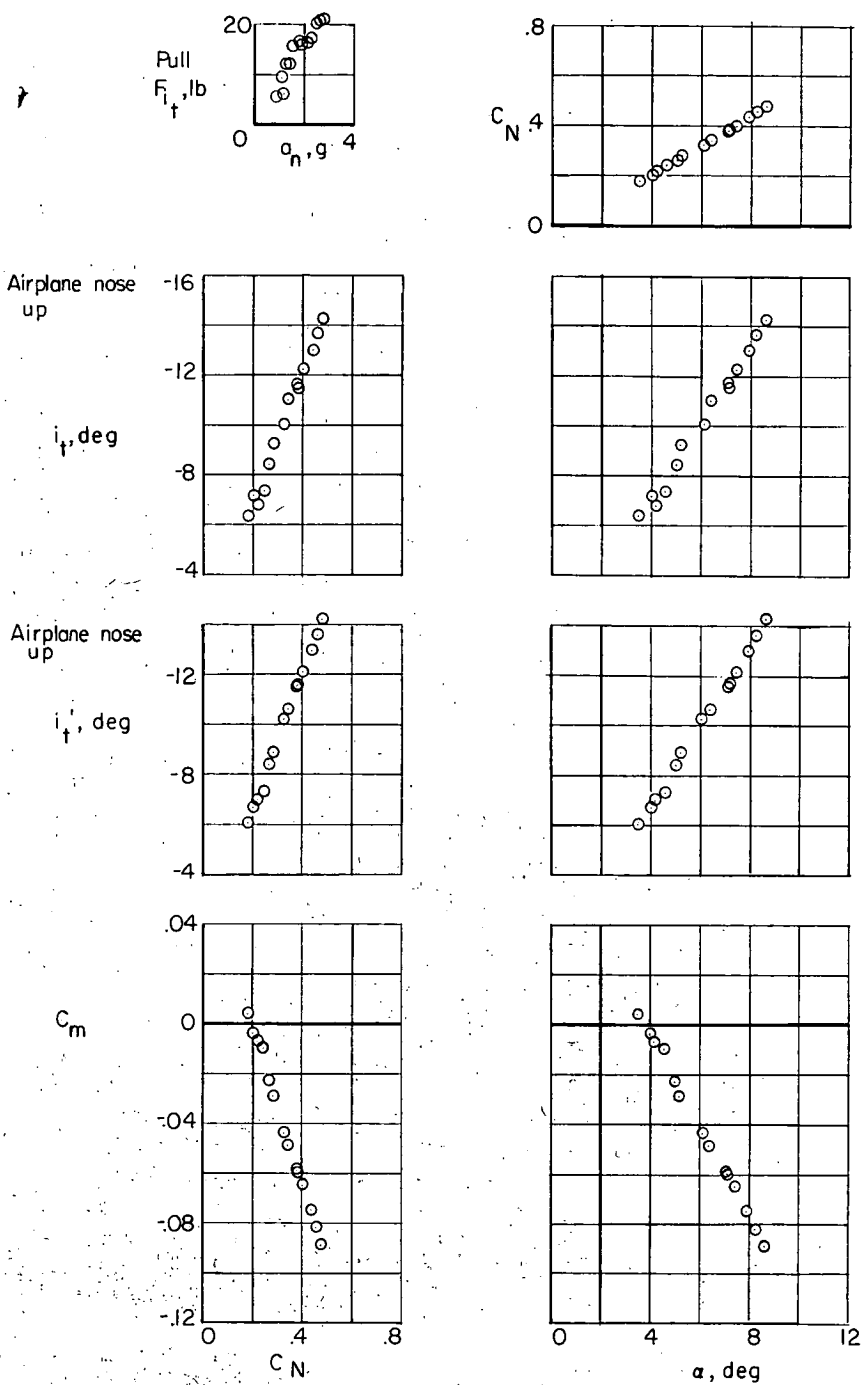 20
Pull
F_{i_t}, lb
0
4
a_n, g
.8
C_N .4
0
Airplane nose
up
-16
-12
i_t, deg
-8
-4
Airplane nose
up
-12
i_t', deg
-8
-4
.04
C_m
0
-.04
-.08
-.12
0 .4 .8
C_N
0 4 8 12
α, deg